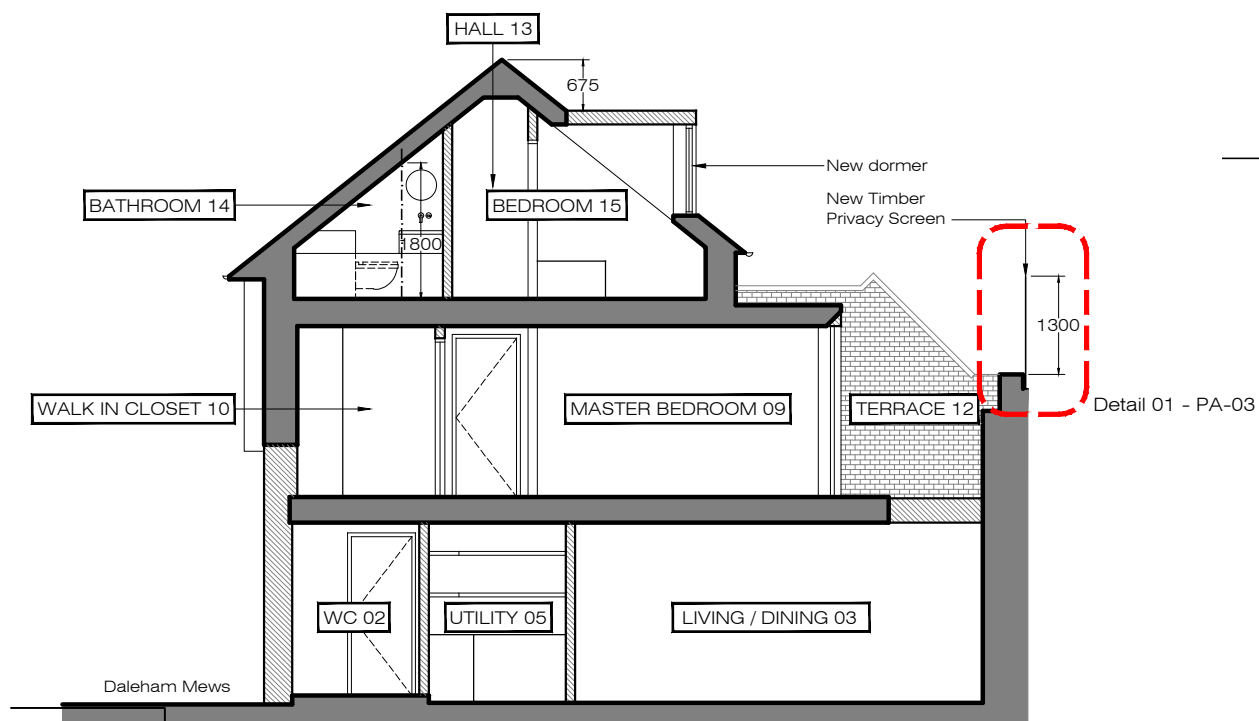 HALL 13
675
New dormer
New Timber
Privacy Screen
BATHROOM 14
BEDROOM 15
1800
1300
WALK IN CLOSET 10
MASTER BEDROOM 09
TERRACE 12
Detail 01 - PA-03
WC 02
UTILITY 05
LIVING / DINING 03
Daleham Mews